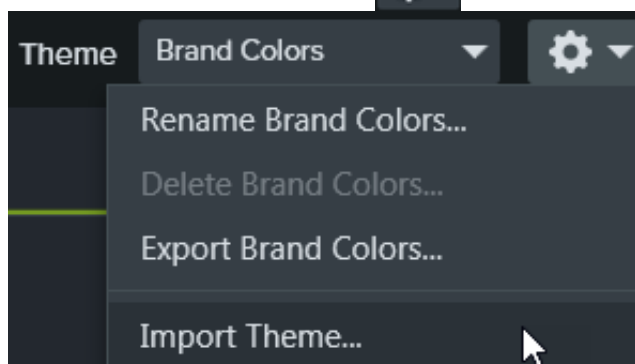 Theme Brand Colors
Rename Brand Colors...
Delete Brand Colors...
Export Brand Colors...
Import Theme...